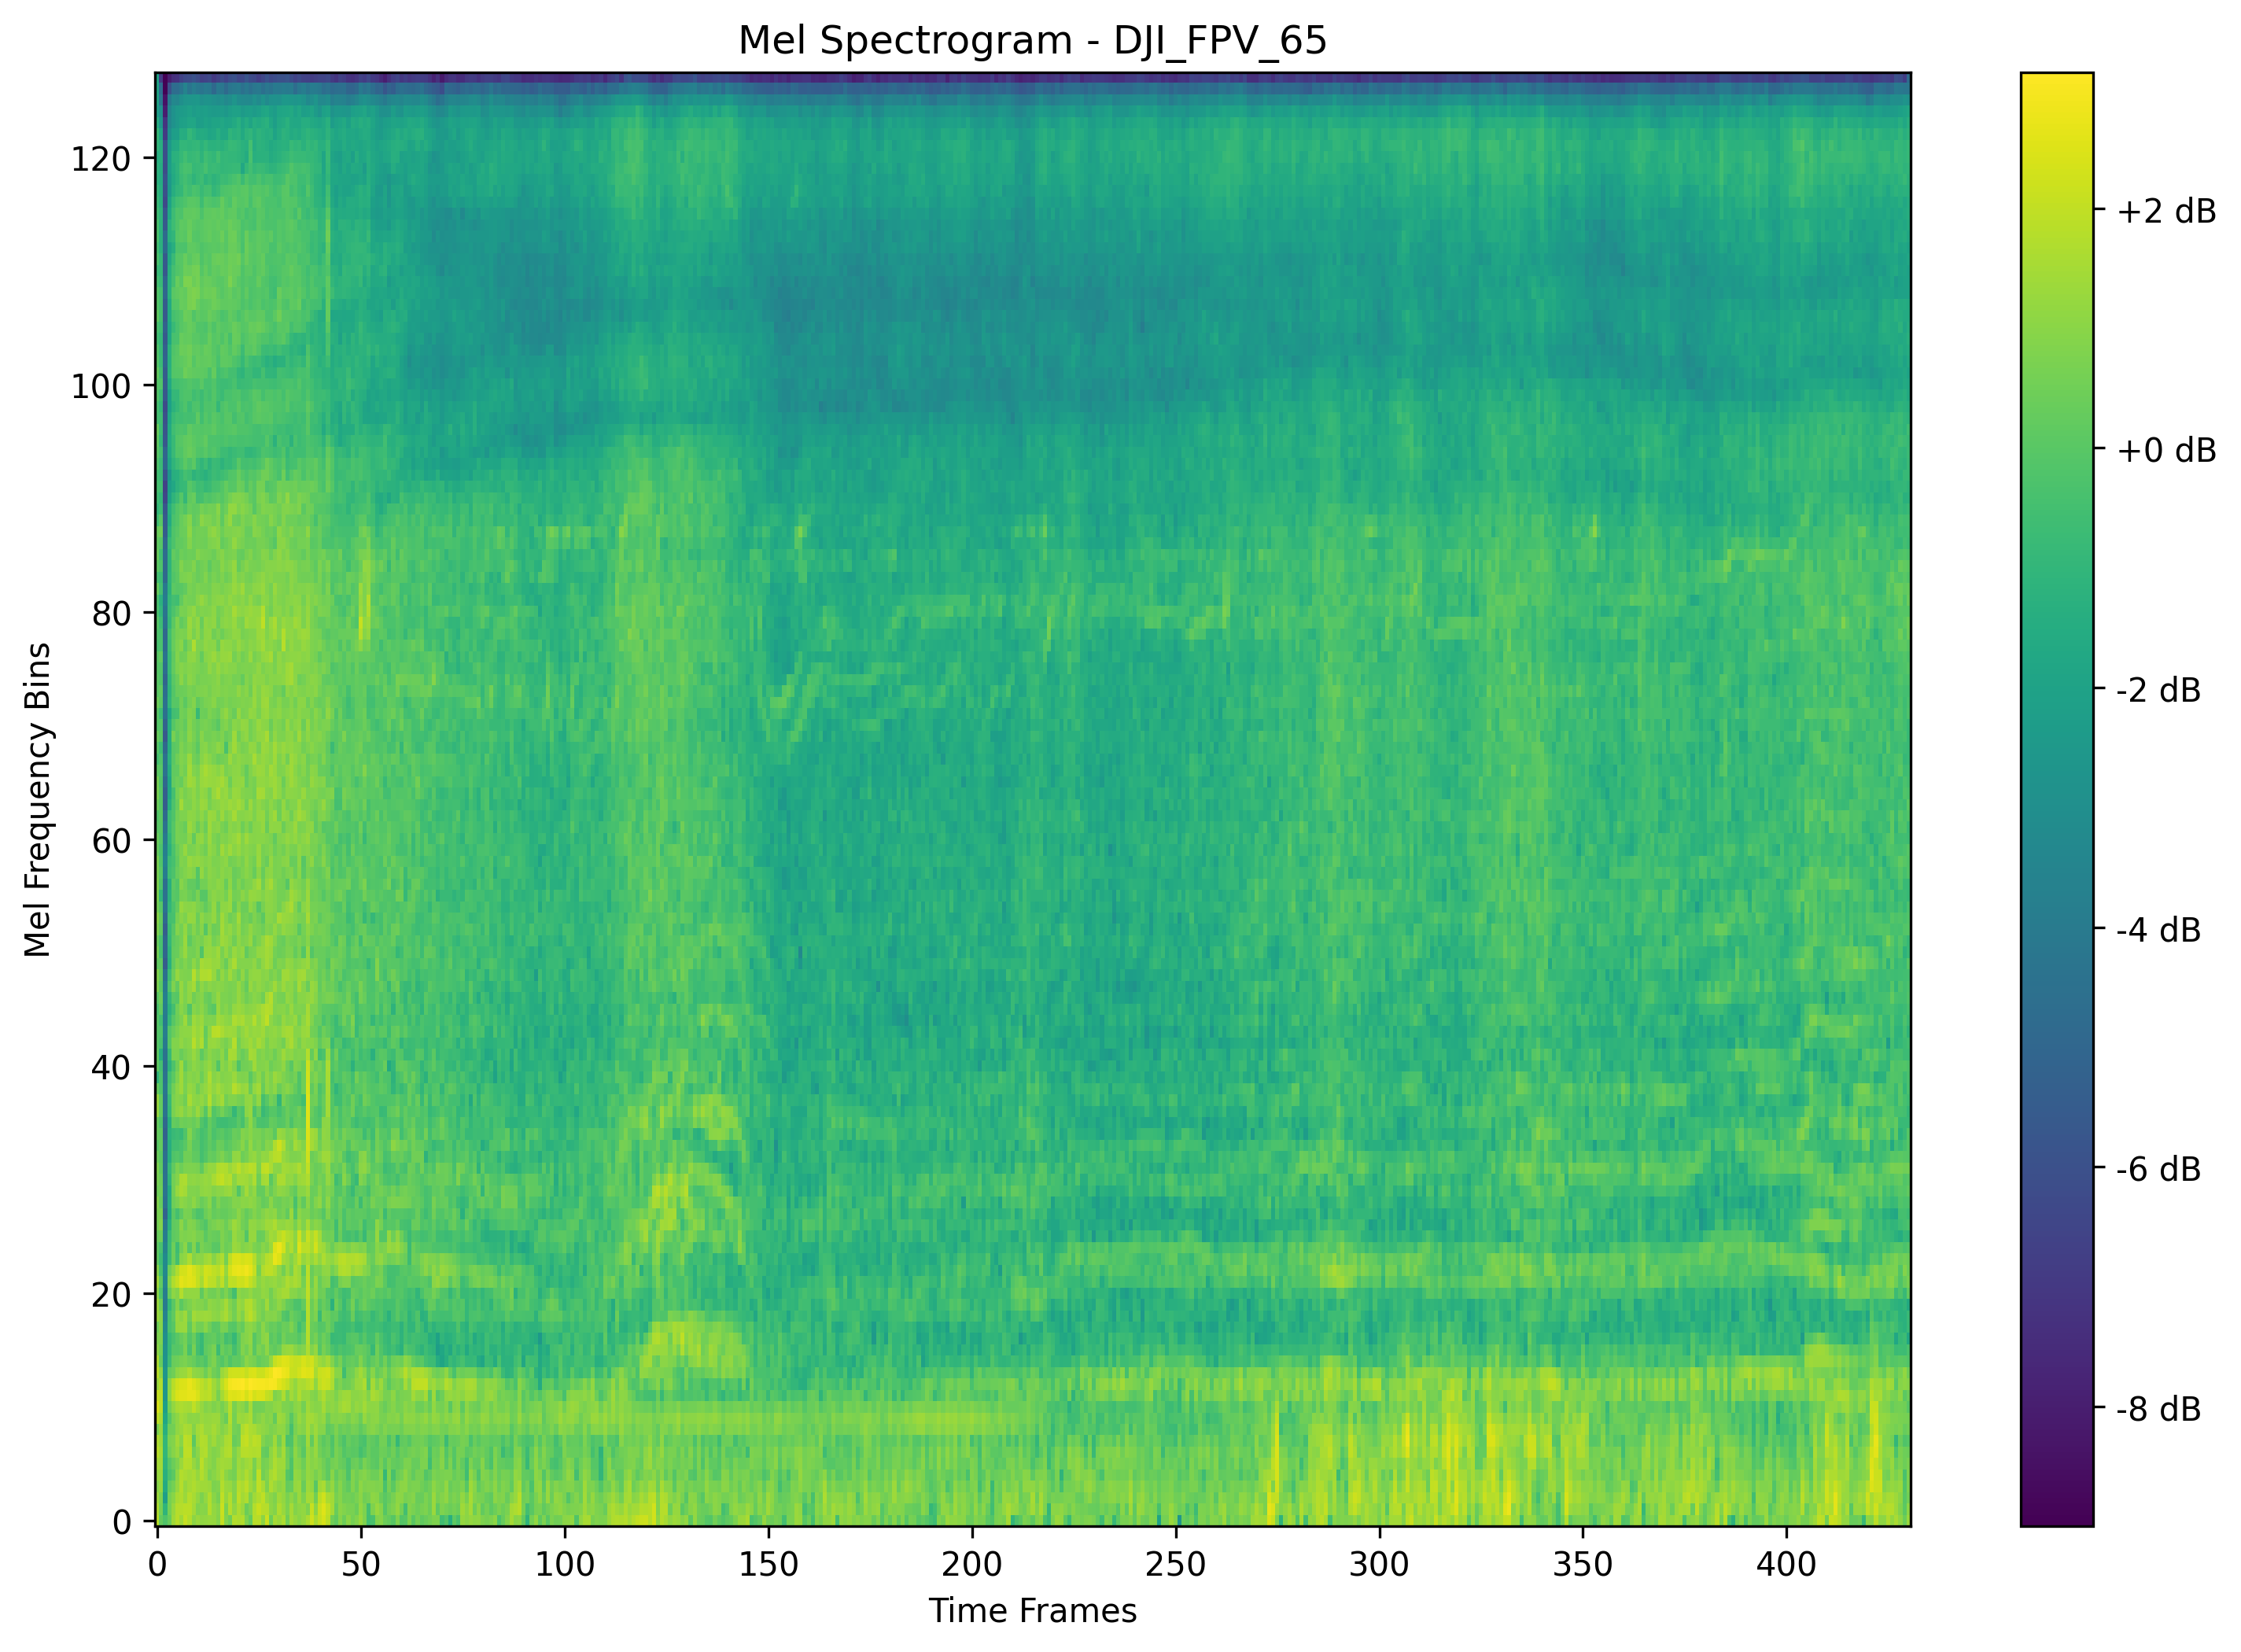 Mel Spectrogram - DJI_FPV_65
Mel Frequency Bins
120
100
80
60
40
20
0
0 50 100 150 200 250 300 350 400
Time Frames
+2 dB
+0 dB
-2 dB
-4 dB
-6 dB
-8 dB